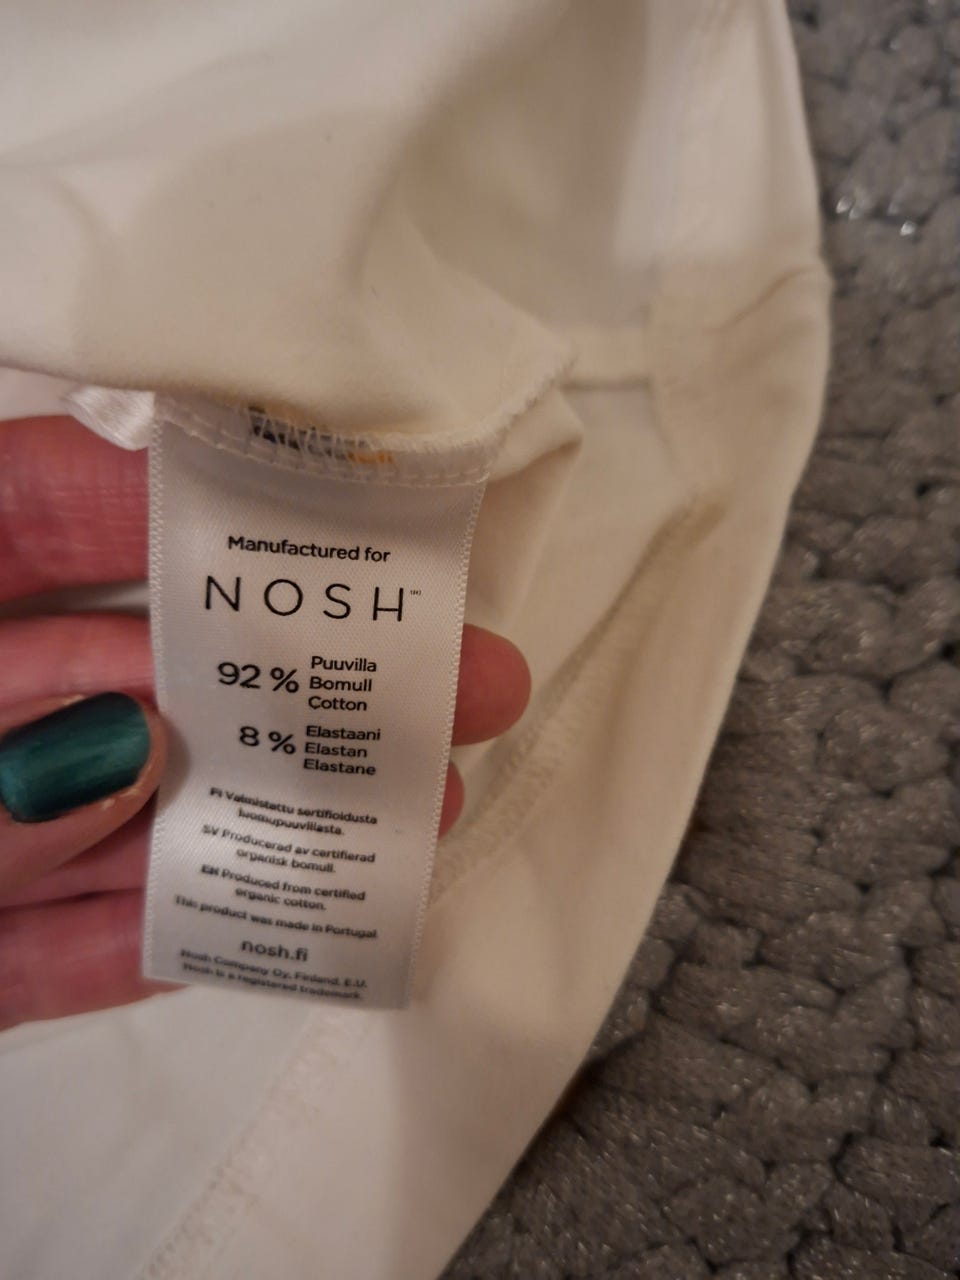 Manufactured for
NOSH
92 %
Puuvilla
Bomull
Cotton
8 %
Elastaani
Elastan
Elastane
FI Valmistettu sertifioidusta
luomupuuvillasta.
SV Producerad av certifierad
organisk bomull.
EN Produced from certified
organic cotton.
This product was made in Portugal
nosh.fi
Nosh Company Oy, Finland, E.U.
Nosh is a registered trademark.